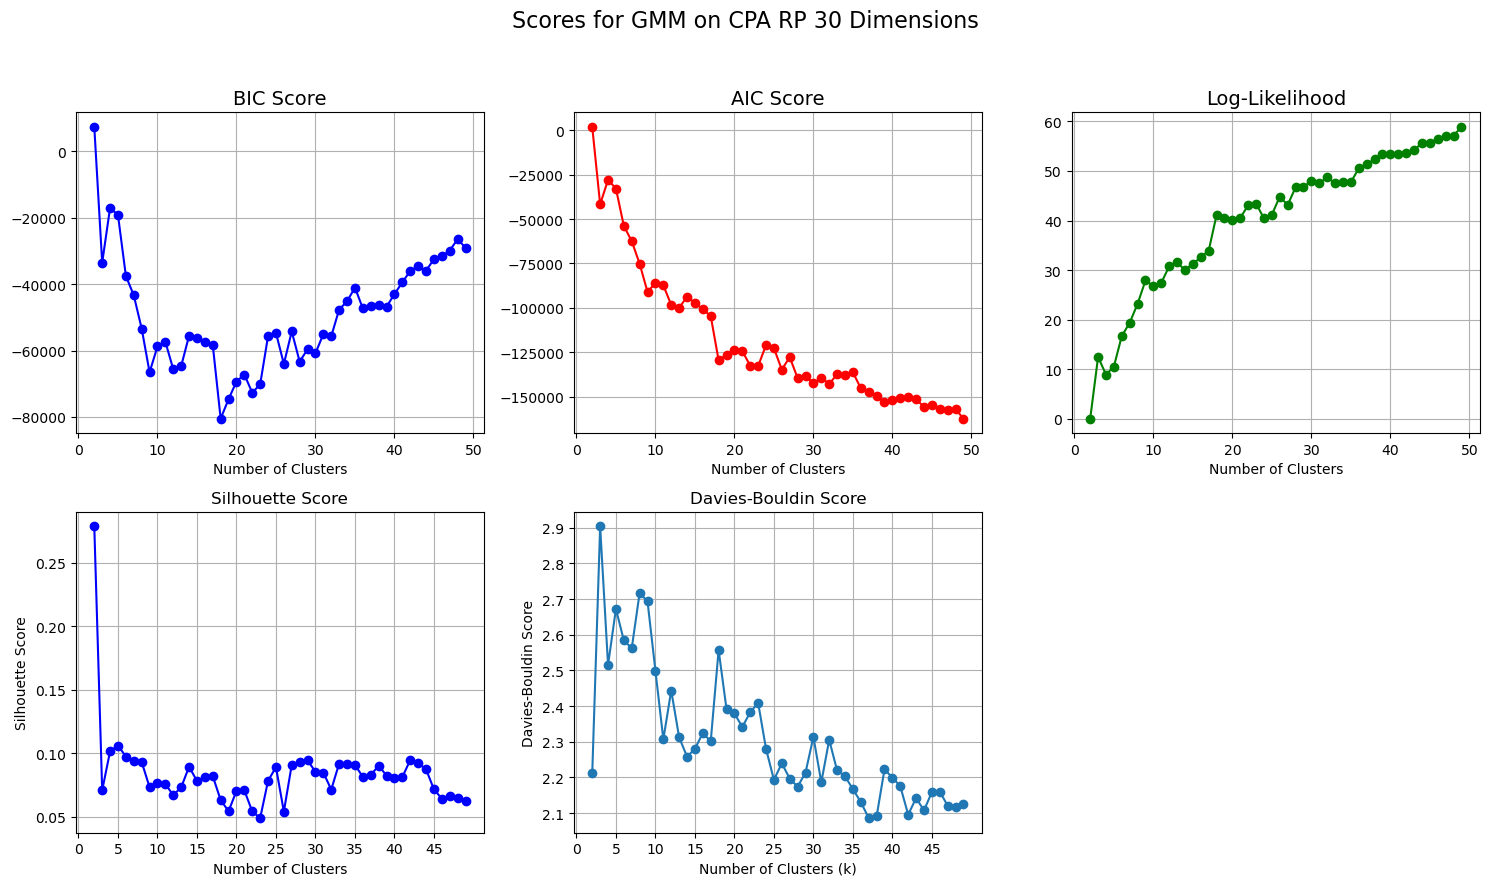 Scores for GMM on CPA RP 30 Dimensions
BIC Score
0
−20000
−40000
−60000
−80000
0 10 20 30 40 50
Number of Clusters
AIC Score
0
−25000
−50000
−75000
−100000
−125000
−150000
0 10 20 30 40 50
Number of Clusters
Log-Likelihood
60
50
40
30
20
10
0
0 10 20 30 40 50
Number of Clusters
Silhouette Score
Silhouette Score
0.25
0.20
0.15
0.10
0.05
0 5 10 15 20 25 30 35 40 45
Number of Clusters
Davies-Bouldin Score
Davies-Bouldin Score
2.9
2.8
2.7
2.6
2.5
2.4
2.3
2.2
2.1
0 5 10 15 20 25 30 35 40 45
Number of Clusters (k)